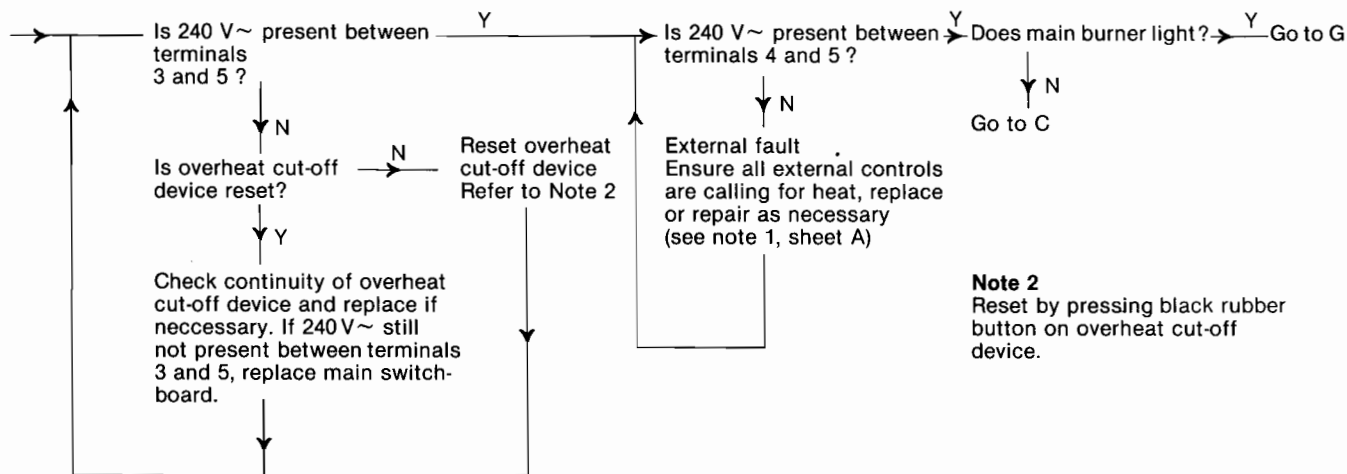 Is 240 V~ present between
terminals
3 and 5 ?
Y
Is 240 V~ present between
terminals 4 and 5 ?
Y
Does main burner light?
Y
Go to G
N
N
N
Go to C
Is overheat cut-off
device reset?
N
Reset overheat
cut-off device
Refer to Note 2
External fault
Ensure all external controls
are calling for heat, replace
or repair as necessary
(see note 1, sheet A)
Y
Check continuity of overheat
cut-off device and replace if
neccessary. If 240 V~ still
not present between terminals
3 and 5, replace main switch-
board.
Note 2
Reset by pressing black rubber
button on overheat cut-off
device.